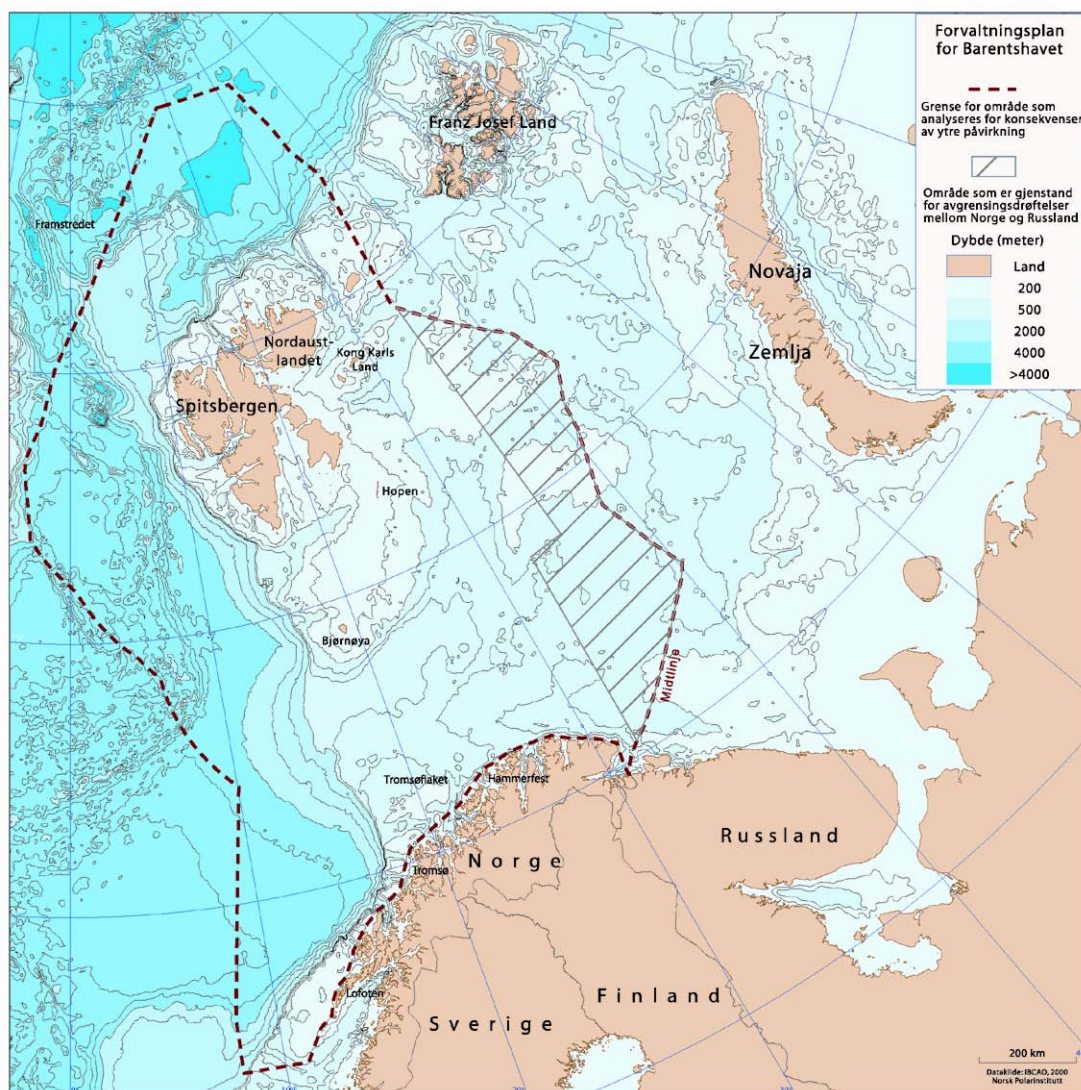 Forvaltningsplan
for Barentshavet
Grense for område som
analyseres for konsekvenser
av ytre påvirkning
Område som er gjenstand
for avgrensingsdrøftelser
mellom Norge og Russland
Dybde (meter)
Land
200
500
2000
4000
>4000
Franz Josef Land
Framstredet
Novaja
Zemlja
Nordaust-
landet
Kong Karls
Land
Spitsbergen
Hopen
Bjørnøya
Midtlinje
Tromsøflaket
Hammerfest
Tromsø
Norge
Russland
Lofoten
Finland
Sverige
200 km
Datakilde: IBCAO, 2000
Norsk Polarinstitutt